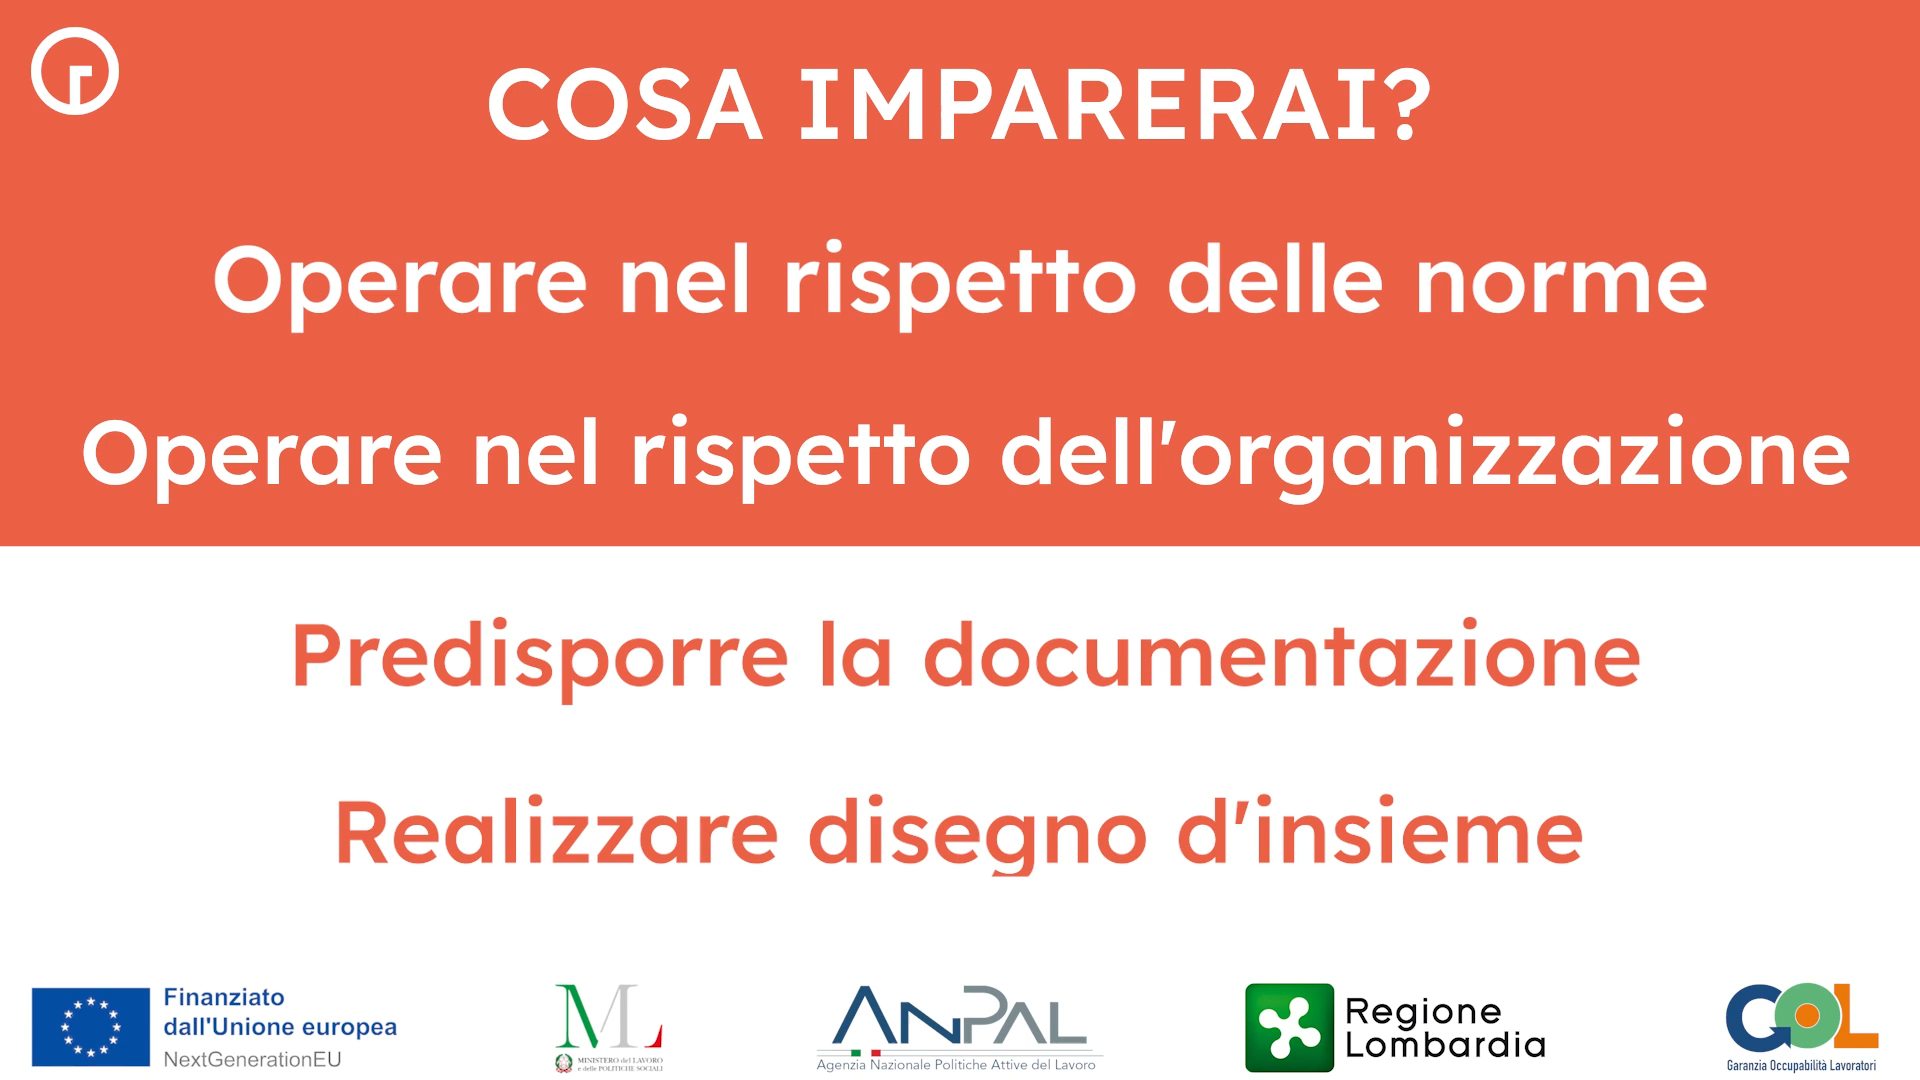 COSA IMPARERAI?
Operare nel rispetto delle norme
Operare nel rispetto dell'organizzazione
Predisporre la documentazione
Realizzare disegno d'insieme
Finanziato
dall'Unione europea
NextGenerationEU
ML
MINISTERO del LAVORO
e delle POLITICHE SOCIALI
ANPAL
Agenzia Nazionale Politiche Attive del Lavoro
Regione
Lombardia
GOL
Garanzia Occupabilità Lavoratori